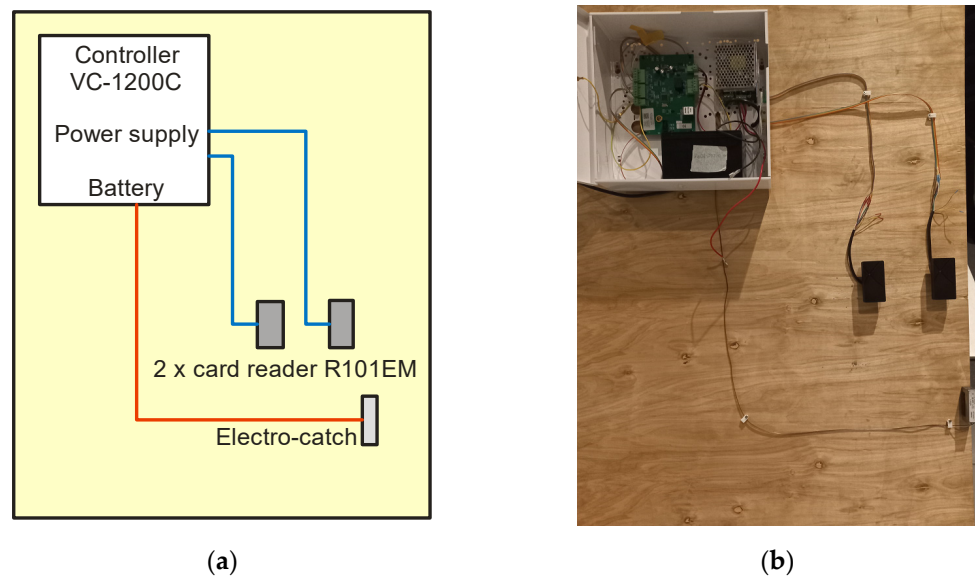 Controller
VC-1200C
Power supply
Battery
2 x card reader R101EM
Electro-catch
(a)
(b)